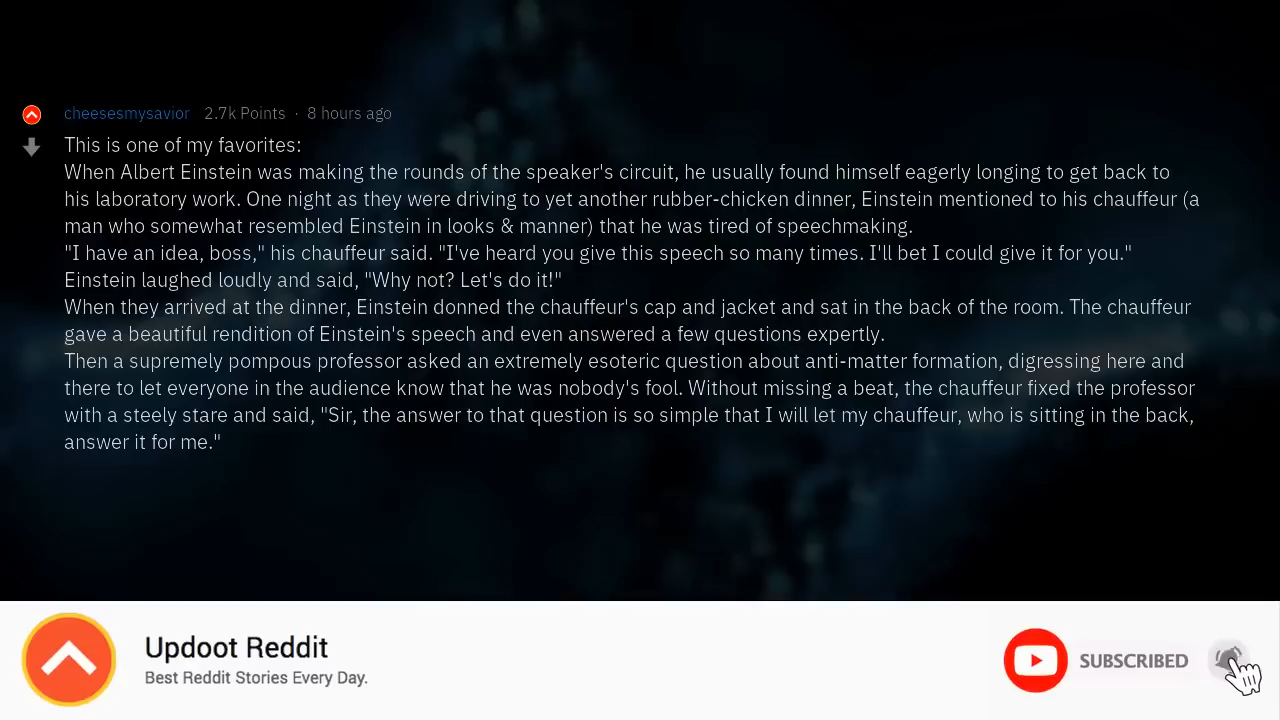 cheesesmysavior 2.7k Points · 8 hours ago
This is one of my favorites:
When Albert Einstein was making the rounds of the speaker's circuit, he usually found himself eagerly longing to get back to
his laboratory work. One night as they were driving to yet another rubber-chicken dinner, Einstein mentioned to his chauffeur (a
man who somewhat resembled Einstein in looks & manner) that he was tired of speechmaking.
"I have an idea, boss," his chauffeur said. "I've heard you give this speech so many times. I'll bet I could give it for you."
Einstein laughed loudly and said, "Why not? Let's do it!"
When they arrived at the dinner, Einstein donned the chauffeur's cap and jacket and sat in the back of the room. The chauffeur
gave a beautiful rendition of Einstein's speech and even answered a few questions expertly.
Then a supremely pompous professor asked an extremely esoteric question about anti-matter formation, digressing here and
there to let everyone in the audience know that he was nobody's fool. Without missing a beat, the chauffeur fixed the professor
with a steely stare and said, "Sir, the answer to that question is so simple that I will let my chauffeur, who is sitting in the back,
answer it for me."
Updoot Reddit
Best Reddit Stories Every Day.
SUBSCRIBED